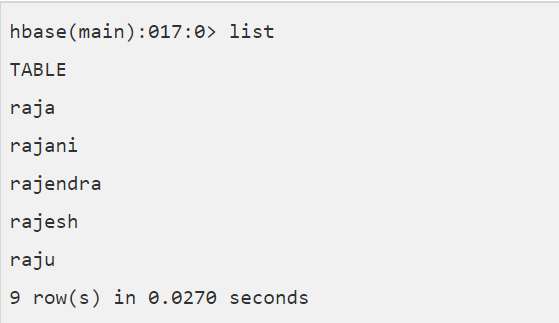 hbase(main):017:0> list
TABLE
raja
rajani
rajendra
rajesh
raju
9 row(s) in 0.0270 seconds